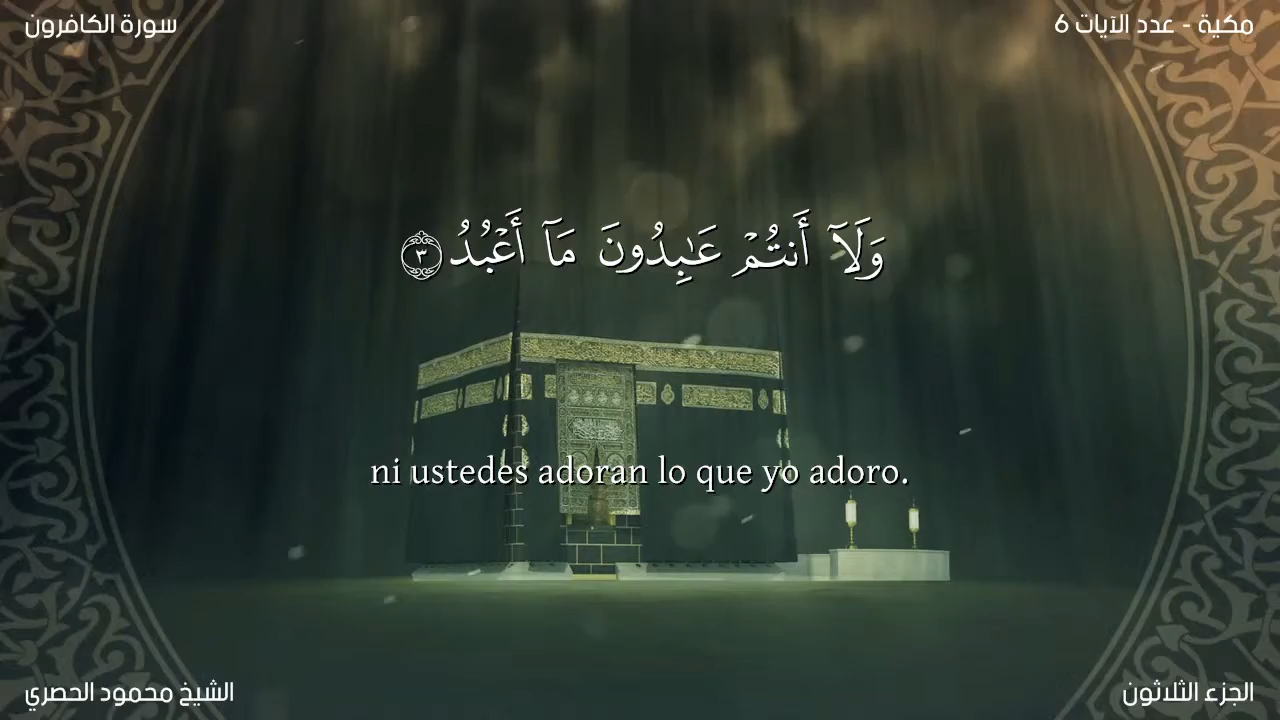 مكية - عدد الآيات 6
سورة الكافرون
وَلَآ أَنتُمْ عَـٰبِدُونَ مَآ أَعْبُدُ ٣
ni ustedes adoran lo que yo adoro.
الجزء الثلاثون
الشيخ محمود الحصري